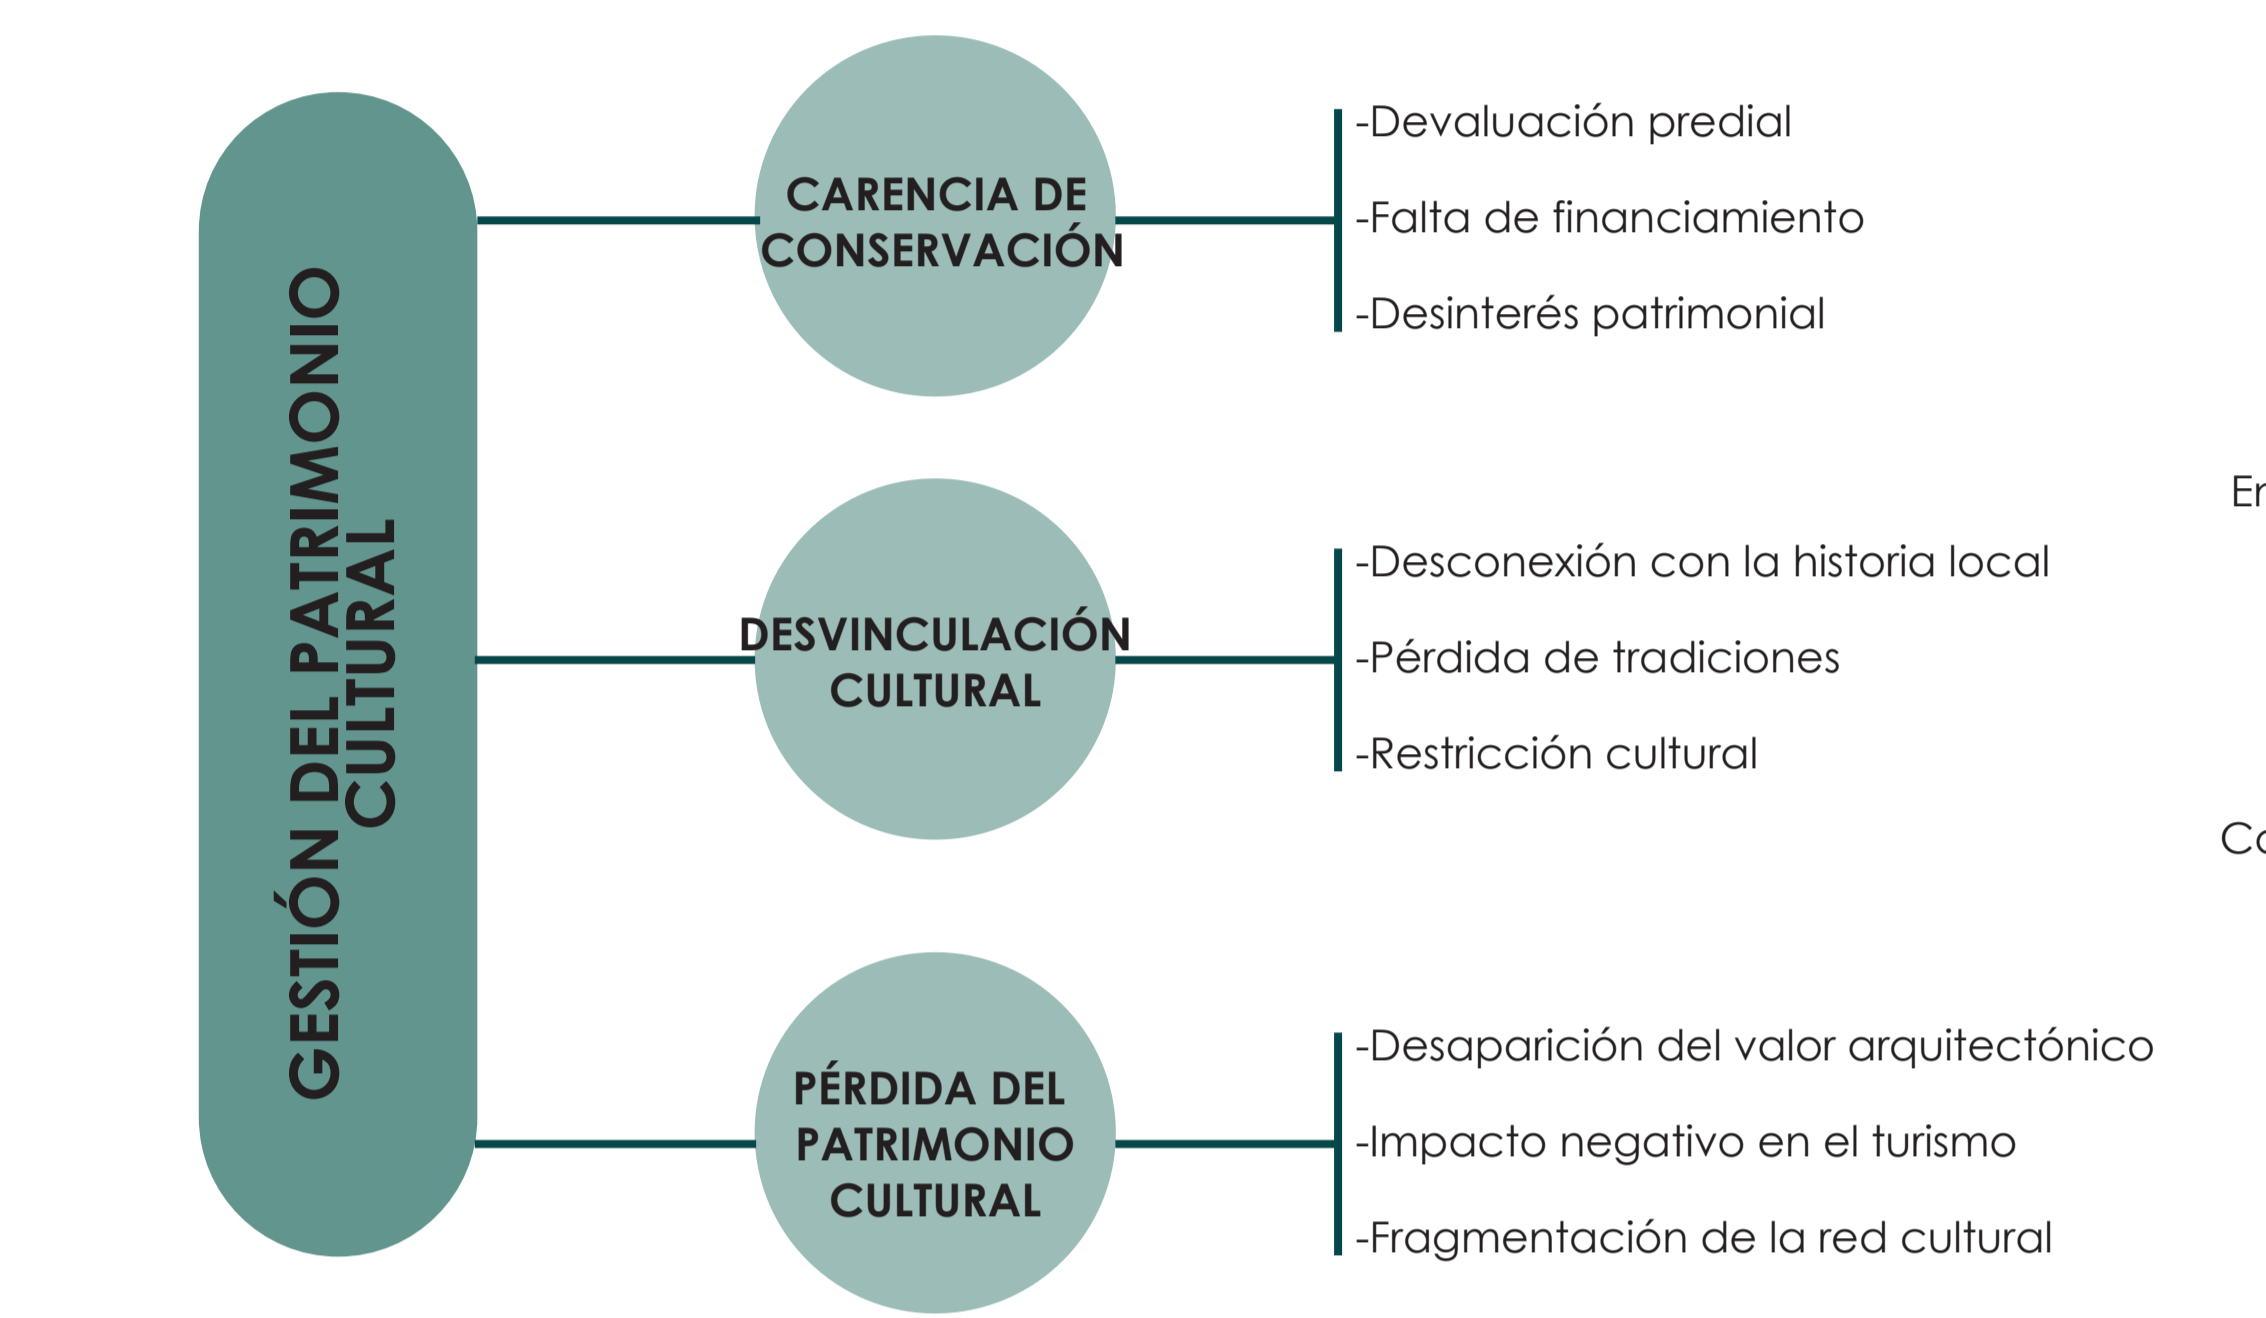 GESTIÓN DEL PATRIMONIO
CULTURAL
CARENCIA DE
CONSERVACIÓN
-Devaluación predial
-Falta de financiamiento
-Desinterés patrimonial
DESVINCULACIÓN
CULTURAL
-Desconexión con la historia local
-Pérdida de tradiciones
-Restricción cultural
PÉRDIDA DEL
PATRIMONIO
CULTURAL
-Desaparición del valor arquitectónico
-Impacto negativo en el turismo
-Fragmentación de la red cultural